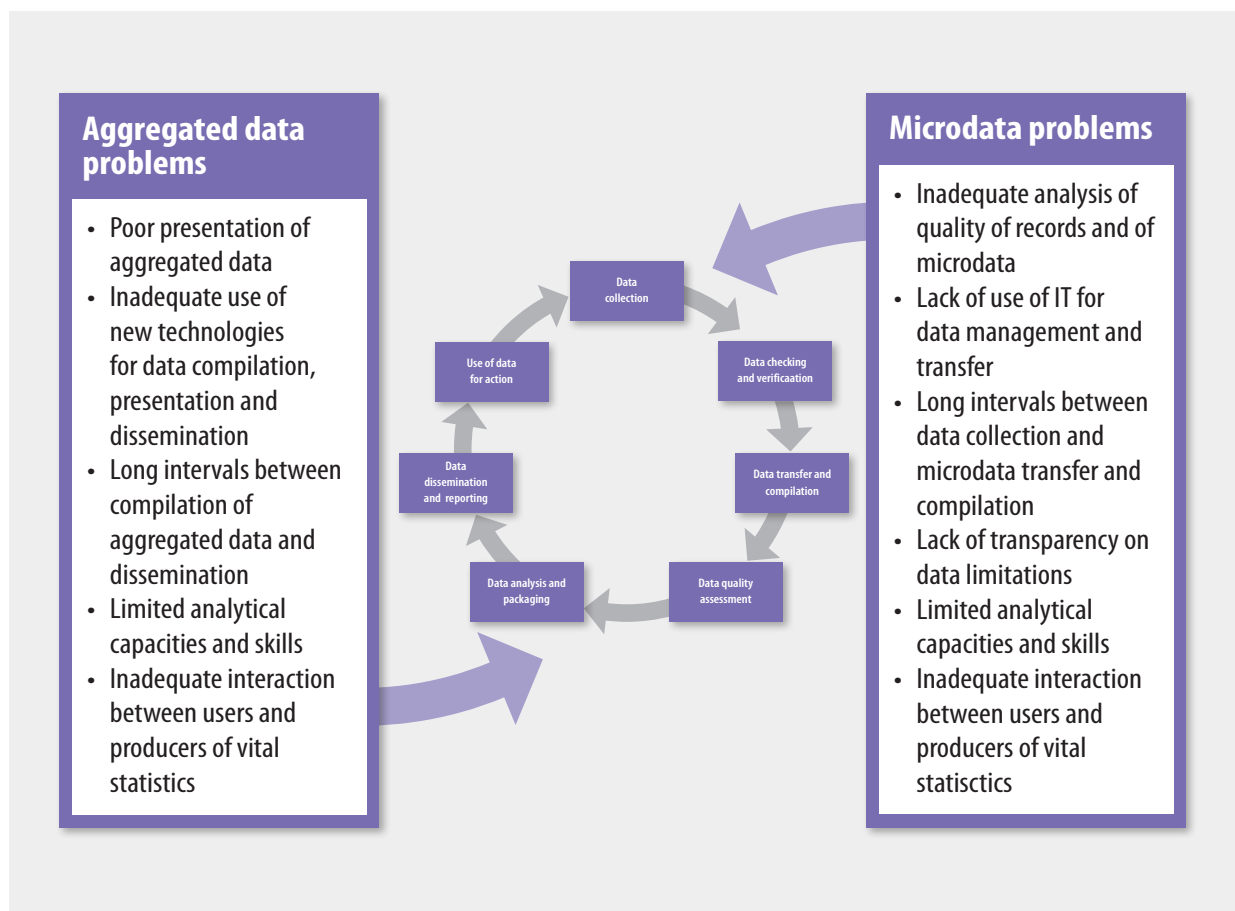 Aggregated data
problems
• Poor presentation of
aggregated data
• Inadequate use of
new technologies
for data compilation,
presentation and
dissemination
• Long intervals between
compilation of
aggregated data and
dissemination
• Limited analytical
capacities and skills
• Inadequate interaction
between users and
producers of vital
statistics
Data
collection
Data checking
and verificaation
Data transfer and
compilation
Data quality
assessment
Data analysis and
packaging
Data
dissemination
and reporting
Use of data
for action
Microdata problems
• Inadequate analysis of
quality of records and of
microdata
• Lack of use of IT for
data management and
transfer
• Long intervals between
data collection and
microdata transfer and
compilation
• Lack of transparency on
data limitations
• Limited analytical
capacities and skills
• Inadequate interaction
between users and
producers of vital
statisctics